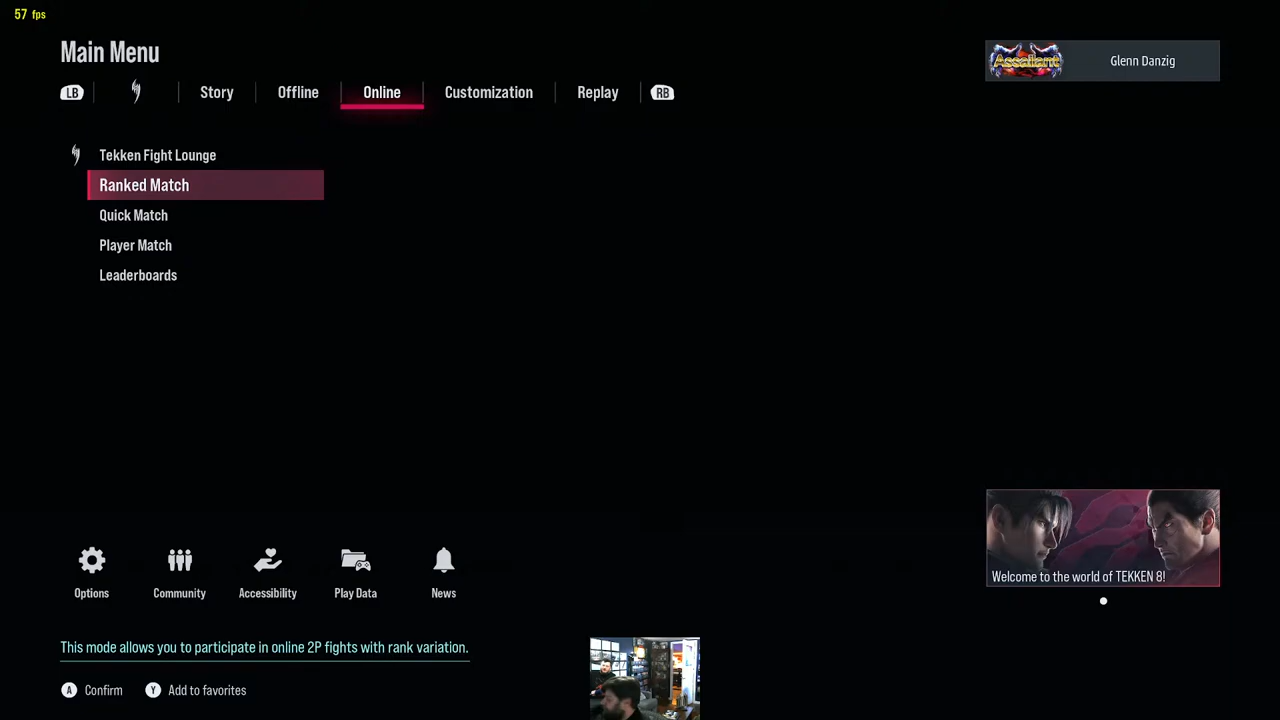 57 fps
Main Menu
Assailant
Glenn Danzig
LB
Story
Offline
Online
Customization
Replay
RB
Tekken Fight Lounge
Ranked Match
Quick Match
Player Match
Leaderboards
Welcome to the world of TEKKEN 8!
Options
Community
Accessibility
Play Data
News
This mode allows you to participate in online 2P fights with rank variation.
A Confirm
Y Add to favorites